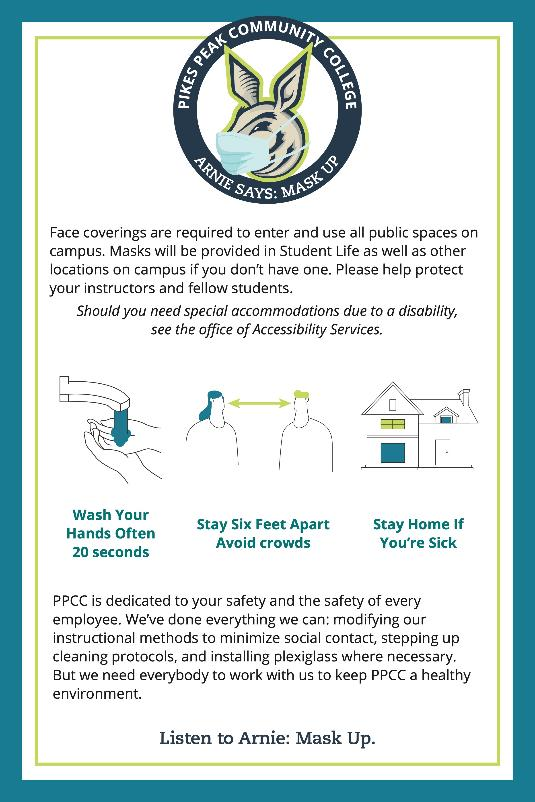 PIKES PEAK COMMUNITY COLLEGE
ARNIE SAYS: MASK UP
Face coverings are required to enter and use all public spaces on
campus. Masks will be provided in Student Life as well as other
locations on campus if you don't have one. Please help protect
your instructors and fellow students.
Should you need special accommodations due to a disability,
see the office of Accessibility Services.
Wash Your
Hands Often
20 seconds
Stay Six Feet Apart
Avoid crowds
Stay Home If
You're Sick
PPCC is dedicated to your safety and the safety of every
employee. We've done everything we can: modifying our
instructional methods to minimize social contact, stepping up
cleaning protocols, and installing plexiglass where necessary.
But we need everybody to work with us to keep PPCC a healthy
environment.
Listen to Arnie: Mask Up.